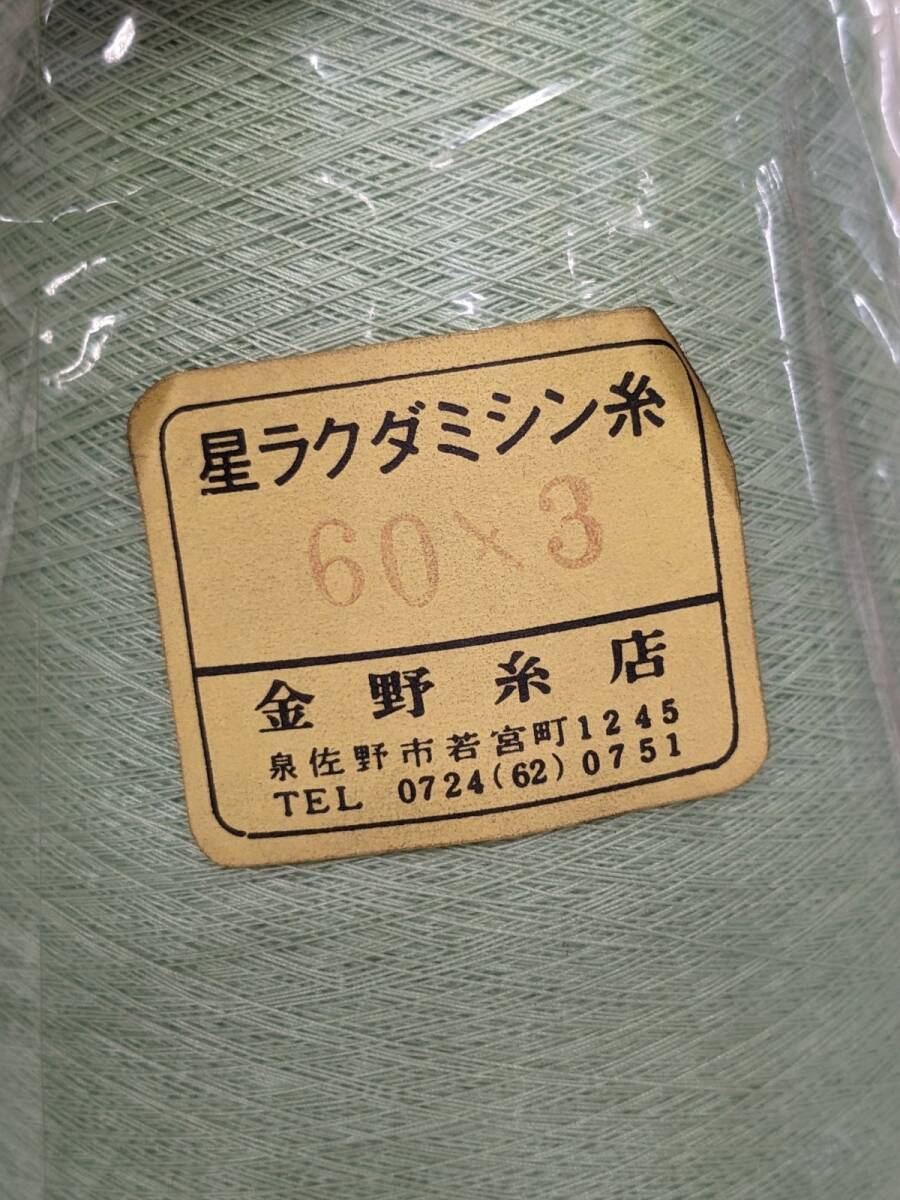 星ラクダミシン糸
60×3
金野糸店
泉佐野市若宮町1245
TEL 0724(62)0751